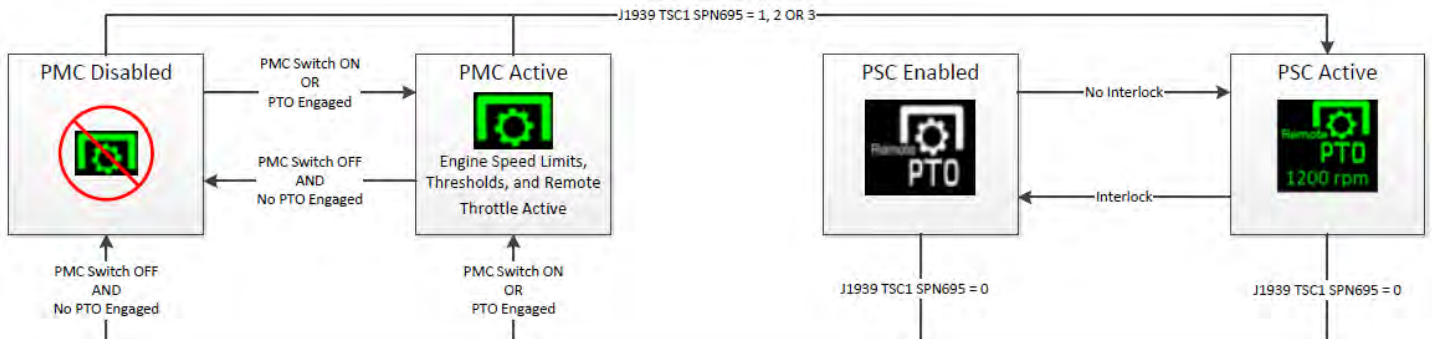 J1939 TSC1 SPN695 = 1, 2 OR 3
PMC Disabled
PMC Switch ON
OR
PTO Engaged
PMC Switch OFF
AND
No PTO Engaged
PMC Active
Engine Speed Limits,
Thresholds, and Remote
Throttle Active
PSC Enabled
Remote
PTO
No Interlock
Interlock
PSC Active
Remote
PTO
1200 rpm
PMC Switch OFF
AND
No PTO Engaged
PMC Switch ON
OR
PTO Engaged
J1939 TSC1 SPN695 = 0
J1939 TSC1 SPN695 = 0